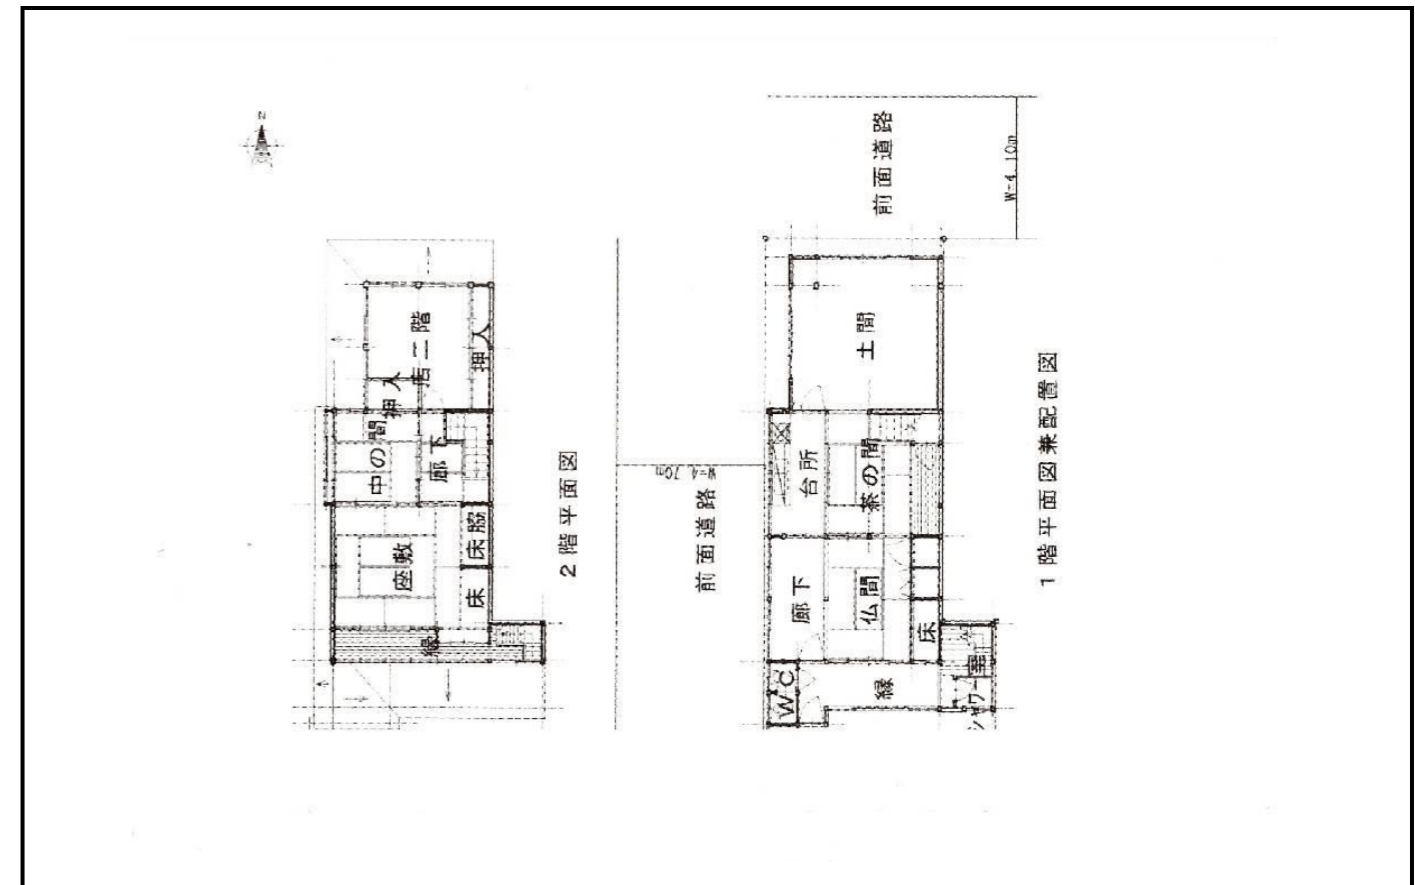 N
前面道路
W=4.10m
店二階
押入
押入
中の間
廊下
座敷
床脇
床
縁
2階平面図
W=4.70m
前面道路
土間
台所
茶の間
廊下
仏間
床
WC
縁
シャワー室
1階平面図兼配置図